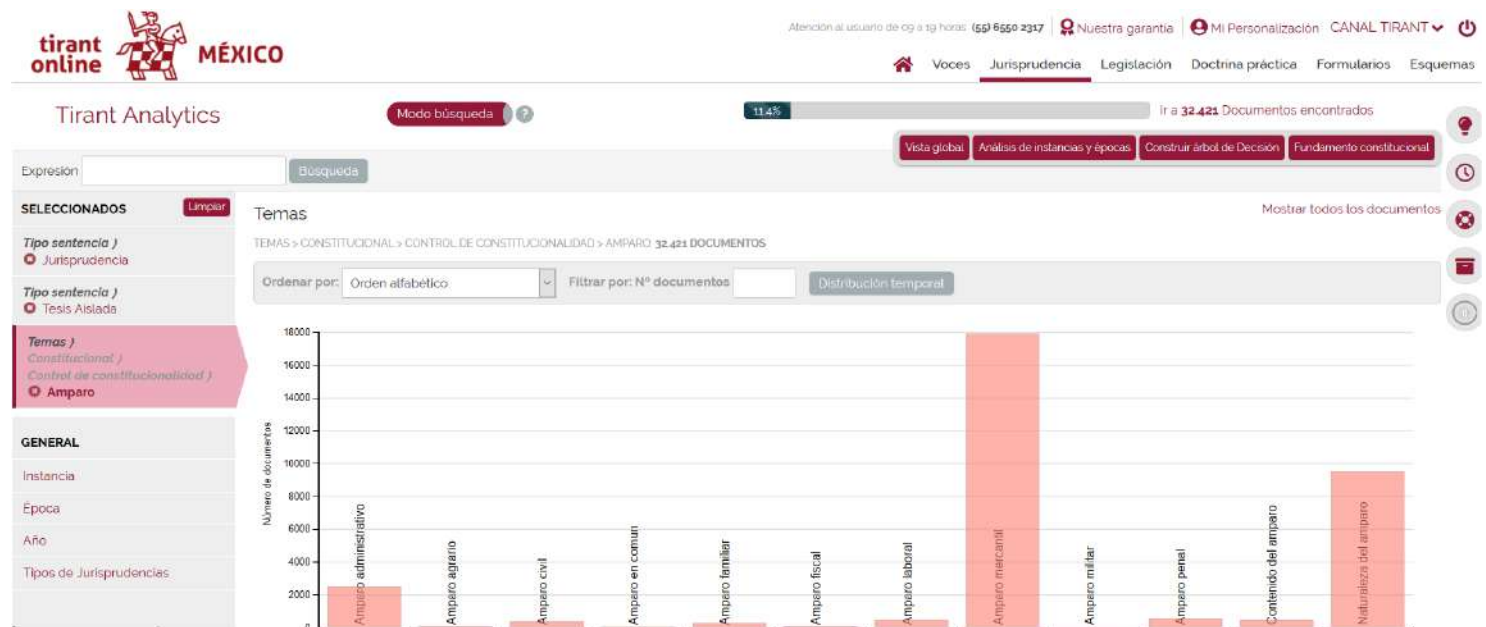 tirant
online
MÉXICO
Atención al usuario de 09 a 19 horas: (55) 6550 2317
Nuestra garantía
Mi Personalización
CANAL TIRANT
Voces Jurisprudencia Legislación Doctrina práctica Formularios Esquemas
Tirant Analytics
Modo búsqueda
?
11.4%
Ir a 32.421 Documentos encontrados
Vista global
Análisis de instancias y épocas
Construir árbol de Decisión
Fundamento constitucional
Expresión
Búsqueda
SELECCIONADOS
Limpiar
Tipo sentencia )
Jurisprudencia
Tipo sentencia )
Tesis Aislada
Temas )
Constitucional )
Control de constitucionalidad )
Amparo
GENERAL
Instancia
Época
Año
Tipos de Jurisprudencias
Temas
Mostrar todos los documentos
TEMAS > CONSTITUCIONAL > CONTROL DE CONSTITUCIONALIDAD > AMPARO 32.421 DOCUMENTOS
Ordenar por: Orden alfabético
Filtrar por: Nº documentos
Distribución temporal
Número de documentos
18000
16000
14000
12000
10000
8000
6000
4000
2000
Amparo administrativo
Amparo agrario
Amparo civil
Amparo en comun
Amparo familiar
Amparo fiscal
Amparo laboral
Amparo mercantil
Amparo militar
Amparo penal
Contenido del amparo
Naturaleza del amparo